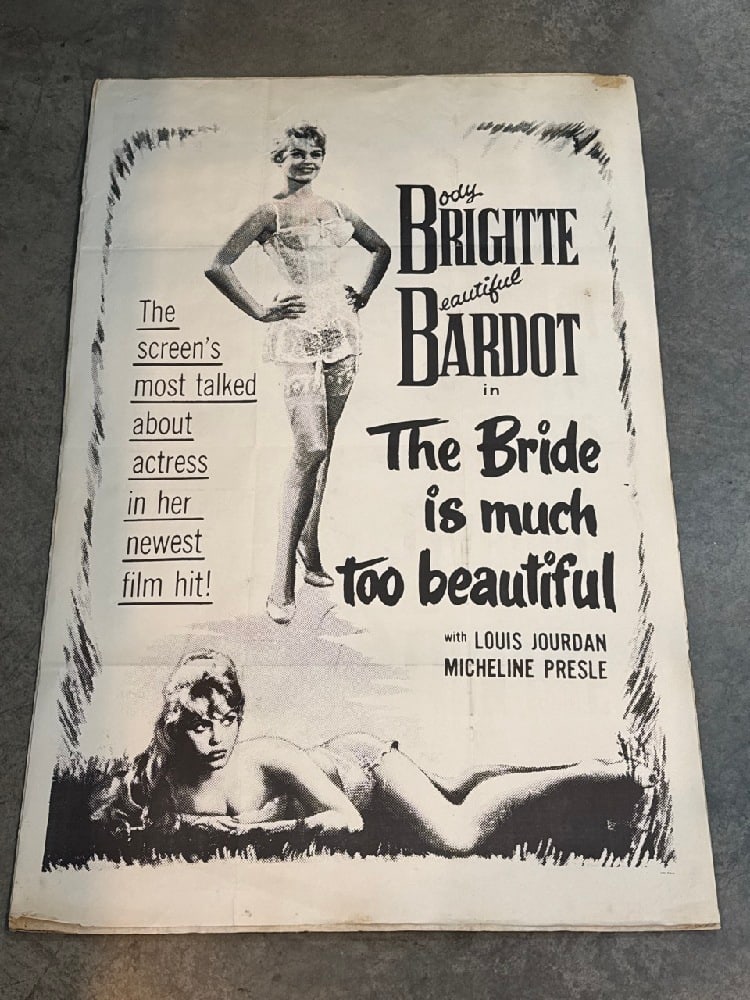 The
screen's
most talked
about
actress
in her
newest
film hit!
Body
BRIGITTE
Beautiful
BARDOT
in
The Bride
is much
too beautiful
with LOUIS JOURDAN
MICHELINE PRESLE